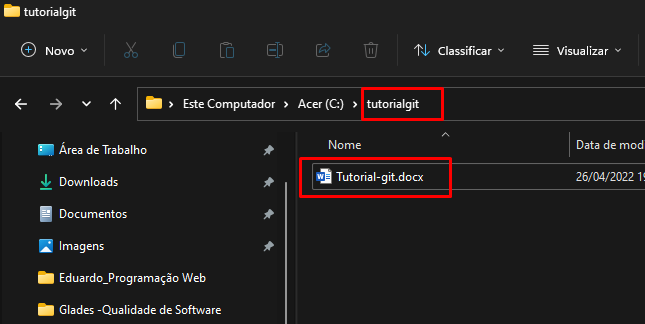 tutorialgit
Novo
Classificar
Visualizar
Este Computador
Acer (C:)
tutorialgit
Nome
Data de mod
Área de Trabalho
Downloads
Documentos
Imagens
Eduardo_Programação Web
Glades -Qualidade de Software
Tutorial-git.docx
26/04/2022 19